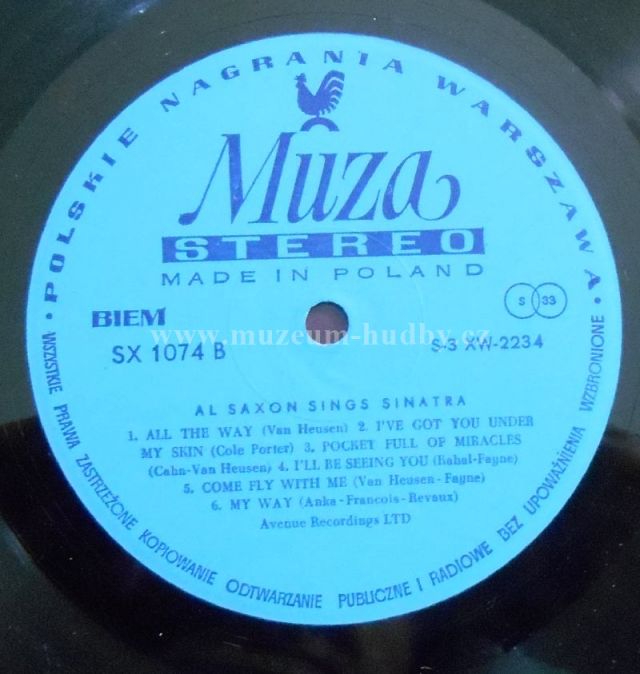 • POLSKIE NAGRANIA WARSZAWA •
Muza
STEREO
MADE IN POLAND
BIEM
S 33
SX 1074 B
S-3 XW-2234
www.muzeum-hudby.cz
AL SAXON SINGS SINATRA
1. ALL THE WAY (Van Heusen) 2. I'VE GOT YOU UNDER
MY SKIN (Cole Porter) 3. POCKET FULL OF MIRACLES
(Cahn-Van Heusen) 4. I'LL BE SEEING YOU (Kahal-Fayne)
5. COME FLY WITH ME (Van Heusen-Fayne)
6. MY WAY (Anka-Francois-Revaux)
Avenue Recordings LTD
WSZYSTKIE PRAWA ZASTRZEŻONE KOPIOWANIE ODTWARZANIE PUBLICZNE I RADIOWE BEZ UPOWAŻNIENIA WZBRONIONE